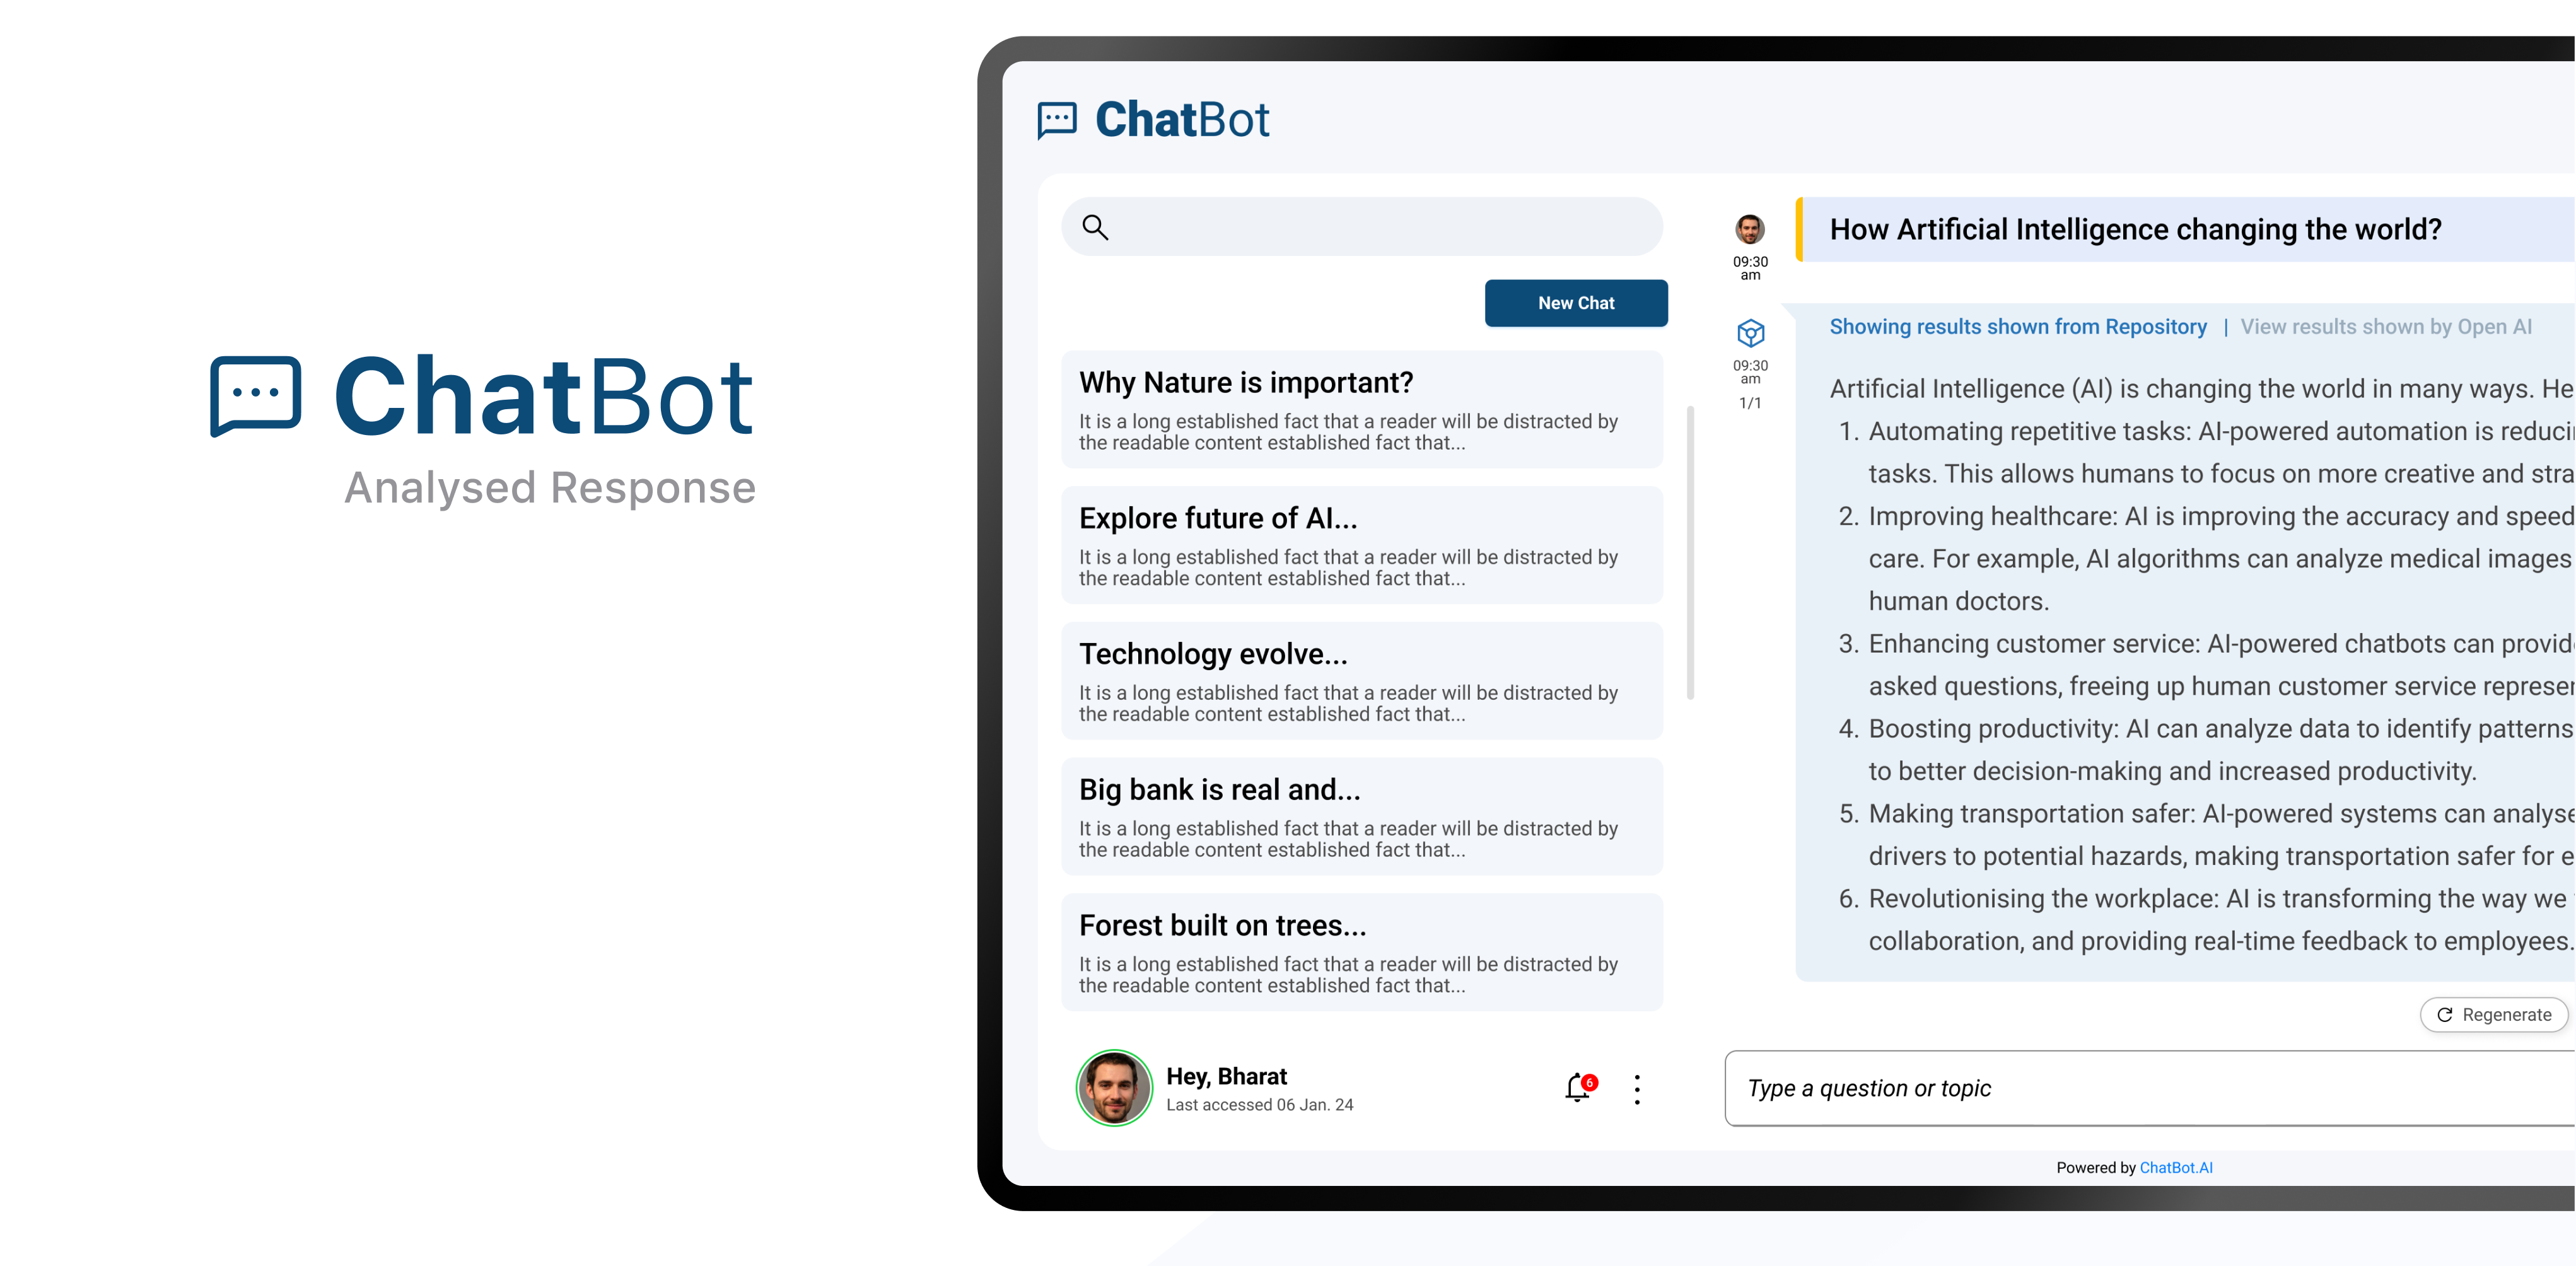 ChatBot
Analysed Response
ChatBot
New Chat
Why Nature is important?
It is a long established fact that a reader will be distracted by
the readable content established fact that...
Explore future of AI...
It is a long established fact that a reader will be distracted by
the readable content established fact that...
Technology evolve...
It is a long established fact that a reader will be distracted by
the readable content established fact that...
Big bank is real and...
It is a long established fact that a reader will be distracted by
the readable content established fact that...
Forest built on trees...
It is a long established fact that a reader will be distracted by
the readable content established fact that...
Hey, Bharat
Last accessed 06 Jan. 24
6
09:30
am
How Artificial Intelligence changing the world?
09:30
am
1/1
Showing results shown from Repository | View results shown by Open AI
Artificial Intelligence (AI) is changing the world in many ways.
1. Automating repetitive tasks: AI-powered automation is
tasks. This allows humans to focus on more creative and
2. Improving healthcare: AI is improving the accuracy and speed
care. For example, AI algorithms can analyze medical images
human doctors.
3. Enhancing customer service: AI-powered chatbots can
asked questions, freeing up human customer service
4. Boosting productivity: AI can analyze data to identify patterns
to better decision-making and increased productivity.
5. Making transportation safer: AI-powered systems can
drivers to potential hazards, making transportation safer for
6. Revolutionising the workplace: AI is transforming the way we
collaboration, and providing real-time feedback to employees.
Regenerate
Type a question or topic
Powered by ChatBot.AI